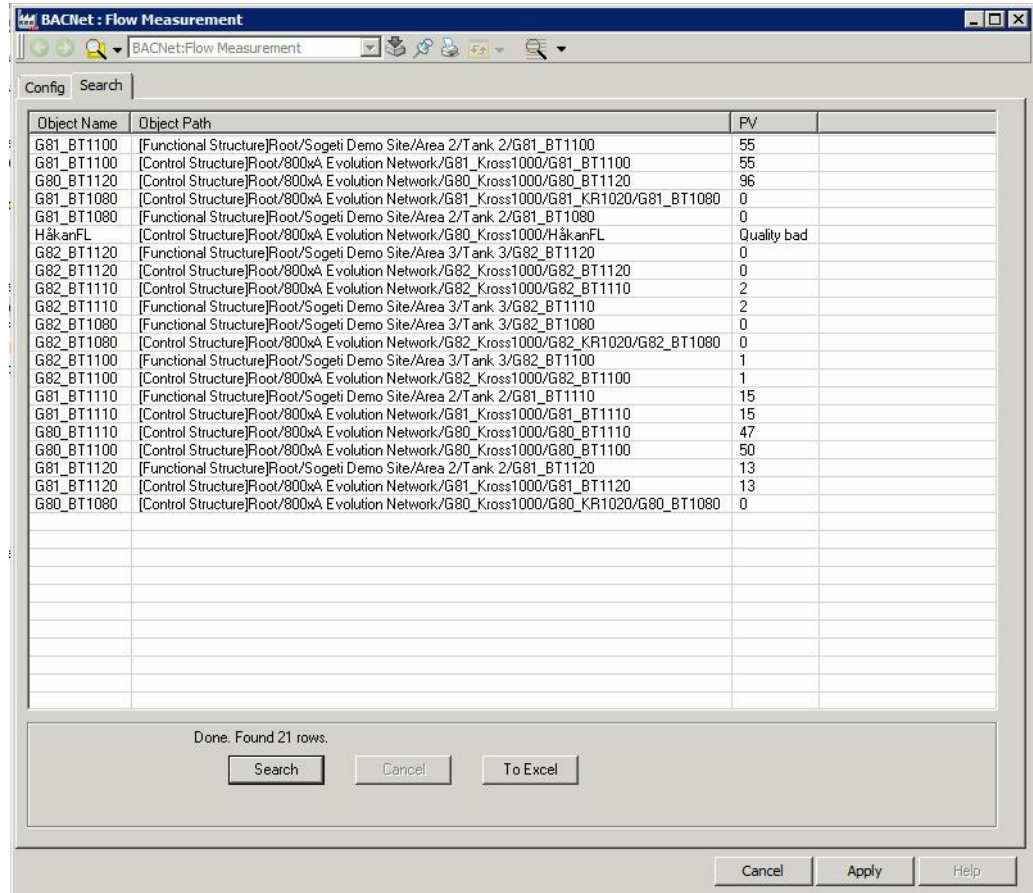 BACNet : Flow Measurement
BACNet:Flow Measurement
Config Search
Object Name Object Path PV
G81_BT1100 [Functional Structure]Root/Sogeti Demo Site/Area 2/Tank 2/G81_BT1100 55
G81_BT1100 [Control Structure]Root/800xA Evolution Network/G81_Kross1000/G81_BT1100 55
G80_BT1120 [Control Structure]Root/800xA Evolution Network/G80_Kross1000/G80_BT1120 96
G81_BT1080 [Control Structure]Root/800xA Evolution Network/G81_Kross1000/G81_KR1020/G81_BT1080 0
G81_BT1080 [Functional Structure]Root/Sogeti Demo Site/Area 2/Tank 2/G81_BT1080 0
HåkanFL [Control Structure]Root/800xA Evolution Network/G80_Kross1000/HåkanFL Quality bad
G82_BT1120 [Functional Structure]Root/Sogeti Demo Site/Area 3/Tank 3/G82_BT1120 0
G82_BT1120 [Control Structure]Root/800xA Evolution Network/G82_Kross1000/G82_BT1120 0
G82_BT1110 [Control Structure]Root/800xA Evolution Network/G82_Kross1000/G82_BT1110 2
G82_BT1110 [Functional Structure]Root/Sogeti Demo Site/Area 3/Tank 3/G82_BT1110 2
G82_BT1080 [Functional Structure]Root/Sogeti Demo Site/Area 3/Tank 3/G82_BT1080 0
G82_BT1080 [Control Structure]Root/800xA Evolution Network/G82_Kross1000/G82_KR1020/G82_BT1080 0
G82_BT1100 [Functional Structure]Root/Sogeti Demo Site/Area 3/Tank 3/G82_BT1100 1
G82_BT1100 [Control Structure]Root/800xA Evolution Network/G82_Kross1000/G82_BT1100 1
G81_BT1110 [Functional Structure]Root/Sogeti Demo Site/Area 2/Tank 2/G81_BT1110 15
G81_BT1110 [Control Structure]Root/800xA Evolution Network/G81_Kross1000/G81_BT1110 15
G80_BT1110 [Control Structure]Root/800xA Evolution Network/G80_Kross1000/G80_BT1110 47
G80_BT1100 [Control Structure]Root/800xA Evolution Network/G80_Kross1000/G80_BT1100 50
G81_BT1120 [Functional Structure]Root/Sogeti Demo Site/Area 2/Tank 2/G81_BT1120 13
G81_BT1120 [Control Structure]Root/800xA Evolution Network/G81_Kross1000/G81_BT1120 13
G80_BT1080 [Control Structure]Root/800xA Evolution Network/G80_Kross1000/G80_KR1020/G80_BT1080 0
Done. Found 21 rows.
Search Cancel To Excel
Cancel Apply Help